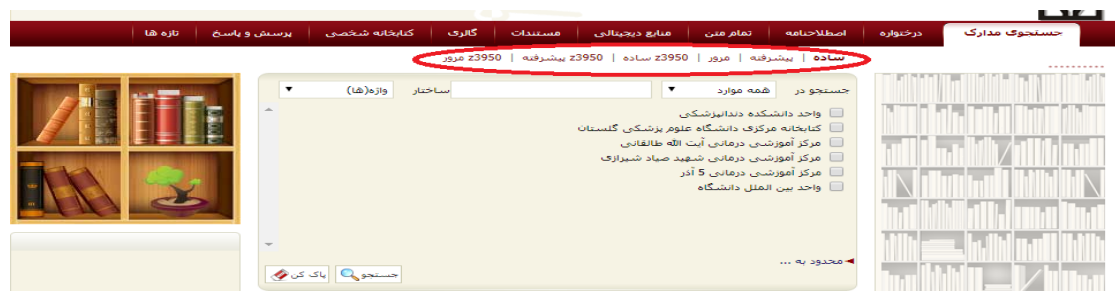 جستجوی مدارک درختواره اصطلاحنامه تمام متن منابع دیجیتالی مستندات گالری کتابخانه شخصی پرسش و پاسخ تازه ها
ساده | پیشرفته | مرور | z3950 ساده | z3950 پیشرفته | z3950 مرور
جستجو در همه موارد ساختار واژه(ها)
واحد دانشکده دندانپزشکی
کتابخانه مرکزی دانشگاه علوم پزشکی گلستان
مرکز آموزشی درمانی آیت الله طالقانی
مرکز آموزشی درمانی شهید صیاد شیرازی
مرکز آموزشی درمانی 5 آذر
واحد بین الملل دانشگاه
محدود به ...
جستجو پاک کن